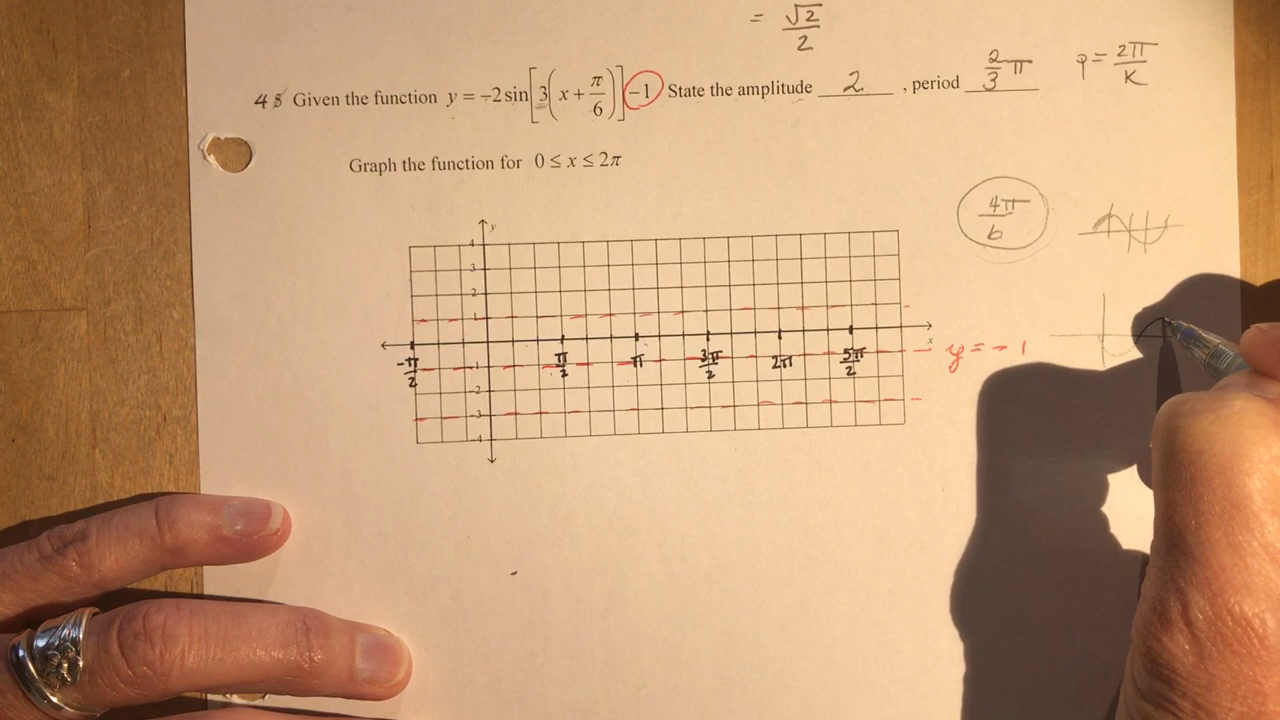 = √2/2
48 Given the function y = −2 sin[3(x + π/6)] −1 State the amplitude 2 , period 2/3 π P = 2π/K
Graph the function for 0 ≤ x ≤ 2π
4π/6
y
4
3
2
1
x
-π/2 π/2 π 3π/2 2π 5π/2
y = -1
-1
-2
-3
-4